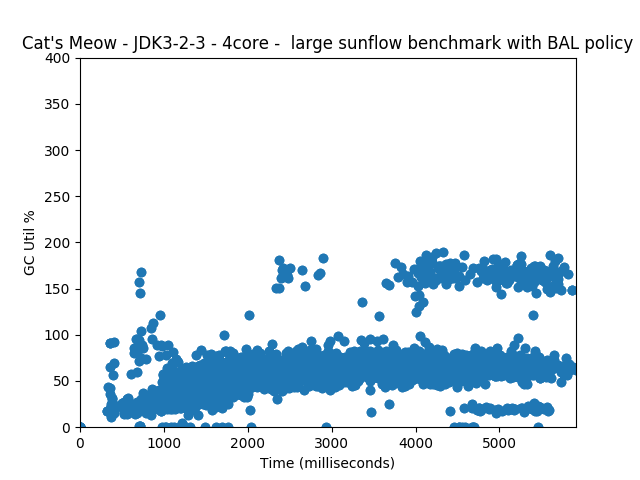 Cat's Meow - JDK3-2-3 - 4core -  large sunflow benchmark with BAL policy
400
350
300
250
200
150
100
50
0
GC Util %
0 1000 2000 3000 4000 5000
Time (milliseconds)